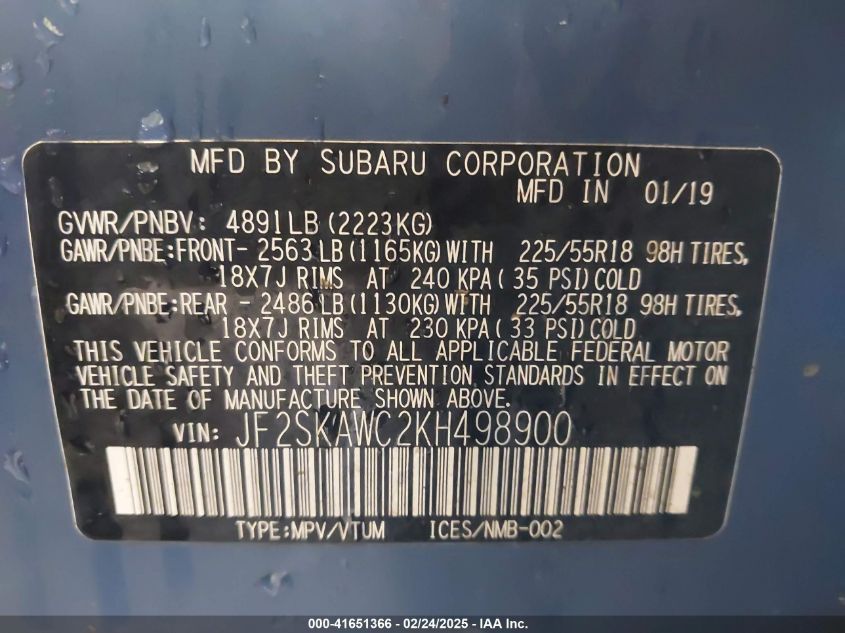 MFD BY SUBARU CORPORATION
MFD IN 01/19
GVWR/PNBV: 4891LB (2223KG)
GAWR/PNBE:FRONT- 2563 LB (1165KG) WITH 225/55R18 98H TIRES,
18X7J RIMS AT 240 KPA ( 35 PSI) COLD
GAWR/PNBE:REAR - 2486 LB (1130KG) WITH 225/55R18 98H TIRES,
18X7J RIMS AT 230 KPA ( 33 PSI) COLD
THIS VEHICLE CONFORMS TO ALL APPLICABLE FEDERAL MOTOR
VEHICLE SAFETY AND THEFT PREVENTION STANDARDS IN EFFECT ON
THE DATE OF MANUFACTURE SHOWN ABOVE.
VIN: JF2SKAWC2KH498900
TYPE:MPV/VTUM ICES/NMB-002
000-41651366 - 02/24/2025 - IAA Inc.